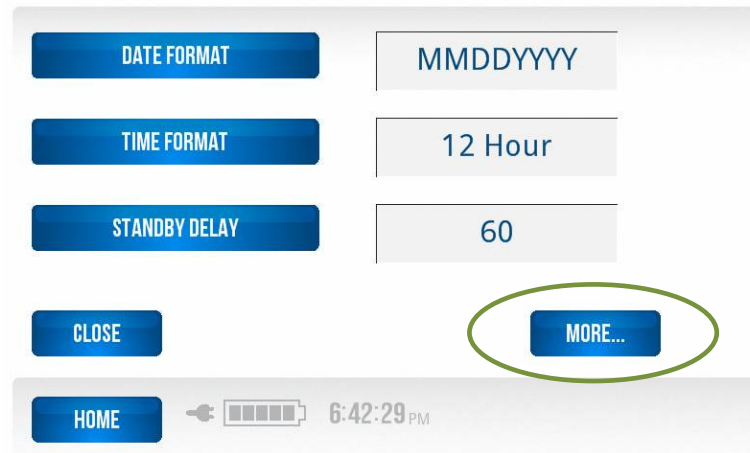 DATE FORMAT MMDDYYYY
TIME FORMAT 12 Hour
STANDBY DELAY 60
CLOSE MORE...
HOME 6:42:29 PM